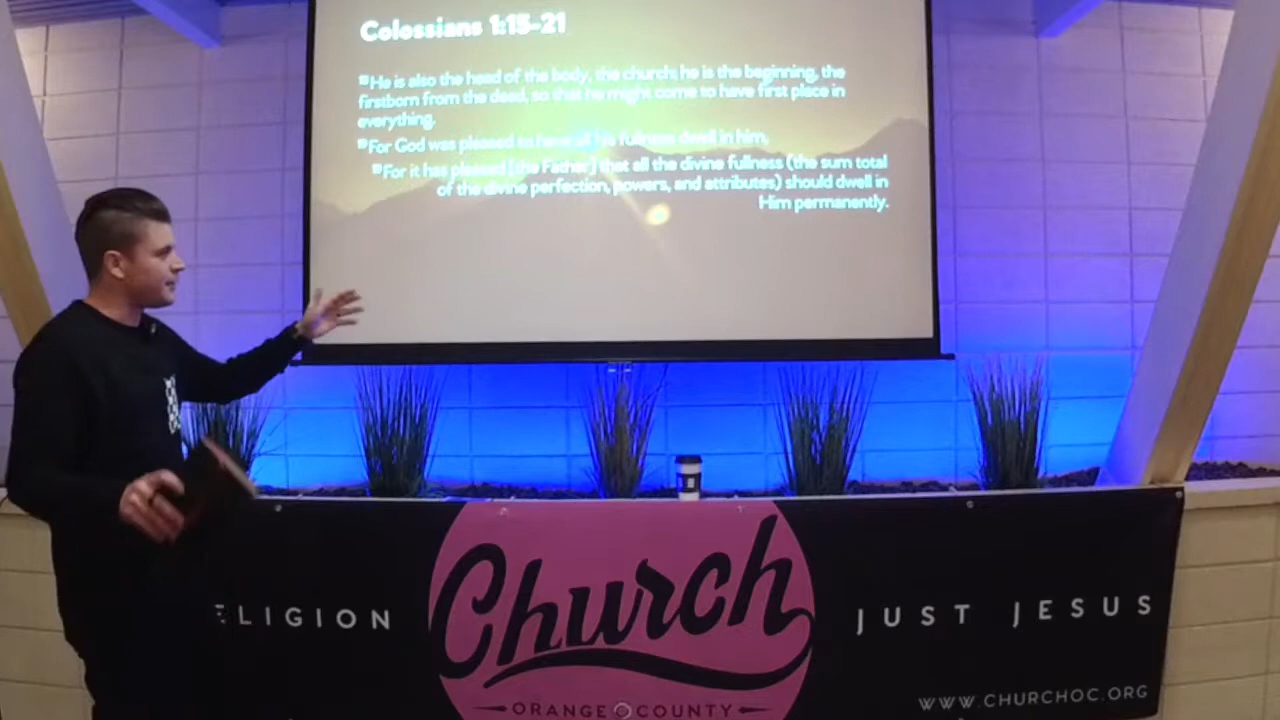 Colossians 1:15-21
18 He is also the head of the body, the church; he is the beginning, the
firstborn from the dead, so that he might come to have first place in
everything.
19 For God was pleased to have all his fullness dwell in him,
19 For it has pleased [the Father] that all the divine fullness (the sum total
of the divine perfection, powers, and attributes) should dwell in
Him permanently.
ELIGION
Church
JUST JESUS
ORANGE COUNTY
WWW.CHURCHOC.ORG